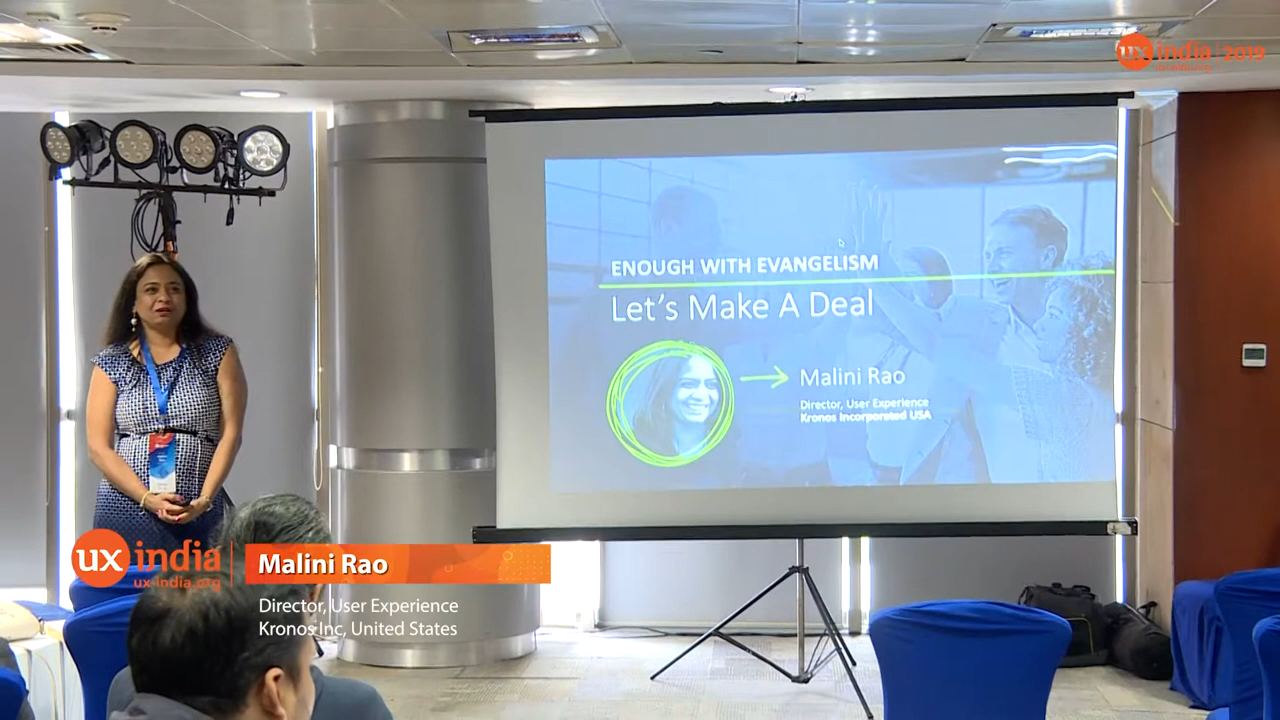 ux india 2019
ENOUGH WITH EVANGELISM
Let's Make A Deal
Malini Rao
Director, User Experience
Kronos Incorporated USA
ux india
ux-india.org
Malini Rao
Director, User Experience
Kronos Inc, United States